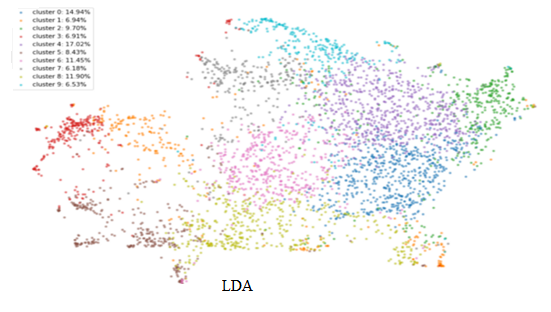 cluster 0: 14.94%
cluster 1: 6.94%
cluster 2: 9.70%
cluster 3: 6.91%
cluster 4: 17.02%
cluster 5: 8.43%
cluster 6: 11.45%
cluster 7: 6.18%
cluster 8: 11.90%
cluster 9: 6.53%
LDA